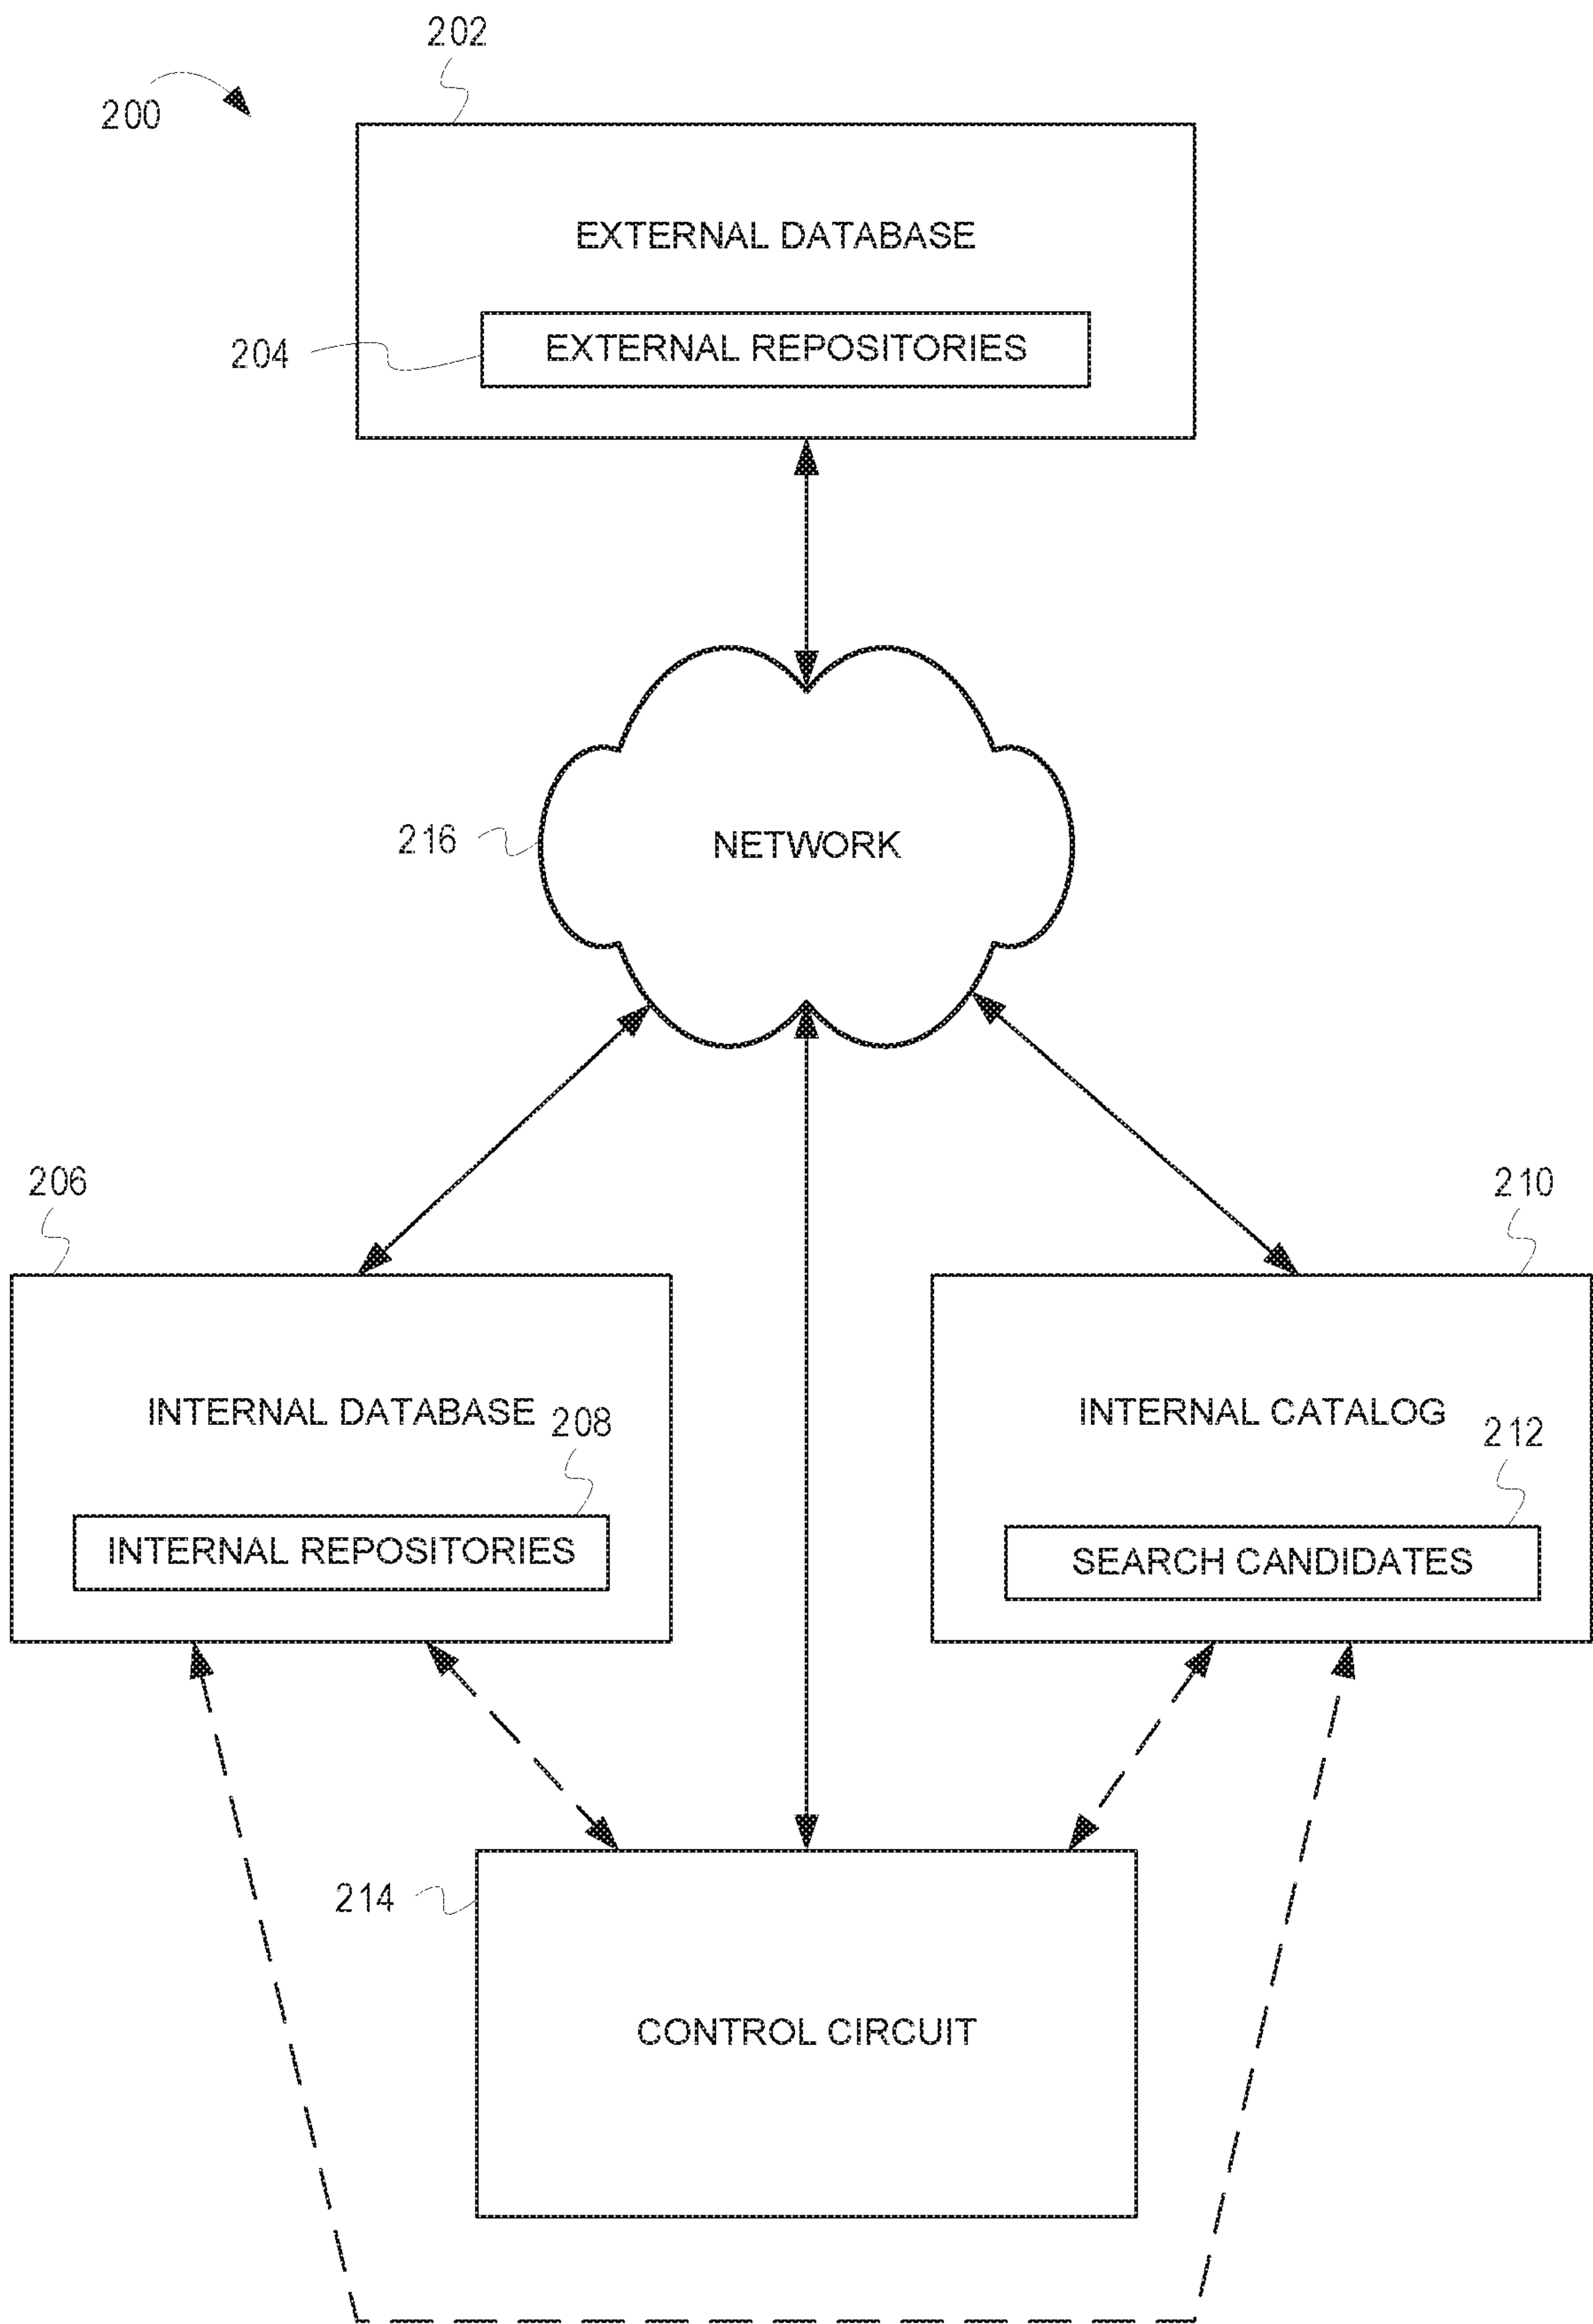 202
200
EXTERNAL DATABASE
204
EXTERNAL REPOSITORIES
216
NETWORK
206
210
INTERNAL DATABASE
208
INTERNAL REPOSITORIES
INTERNAL CATALOG
212
SEARCH CANDIDATES
214
CONTROL CIRCUIT